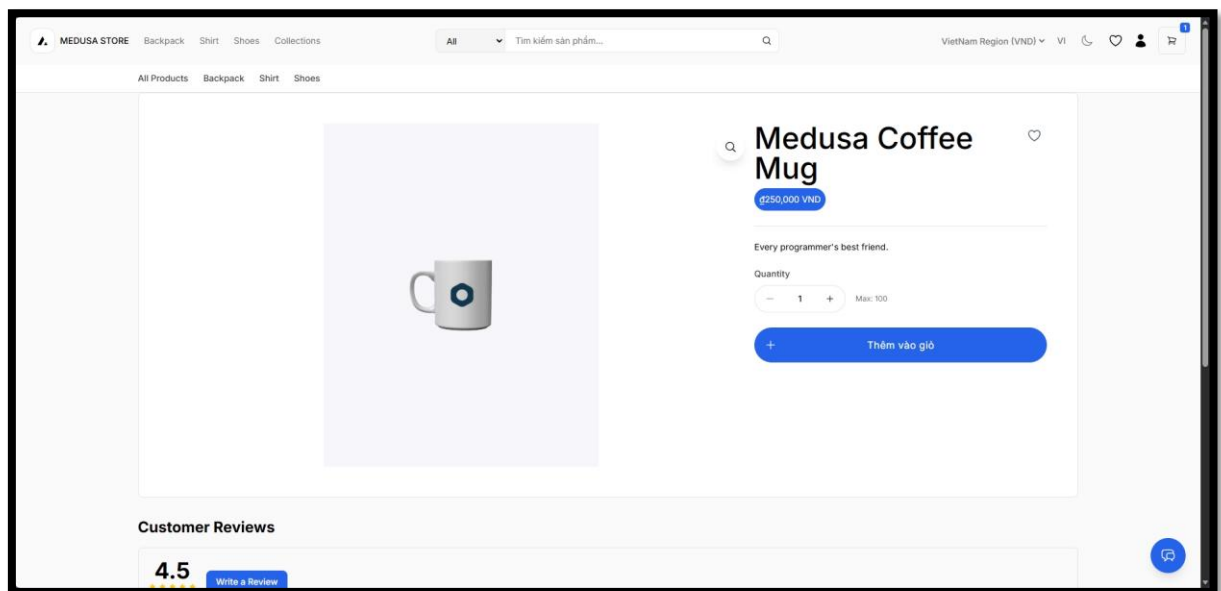 MEDUSA STORE Backpack Shirt Shoes Collections All Tìm kiếm sản phẩm... VietNam Region (VND) VI 1
All Products Backpack Shirt Shoes
Medusa Coffee
Mug
₫250,000 VND
Every programmer's best friend.
Quantity
− 1 + Max: 100
+ Thêm vào giỏ
Customer Reviews
4.5
Write a Review